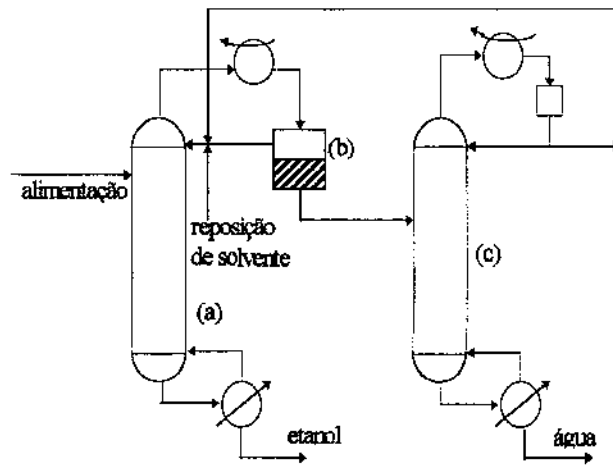 (b)
alimentação
reposição
de solvente
(c)
(a)
etanol
água